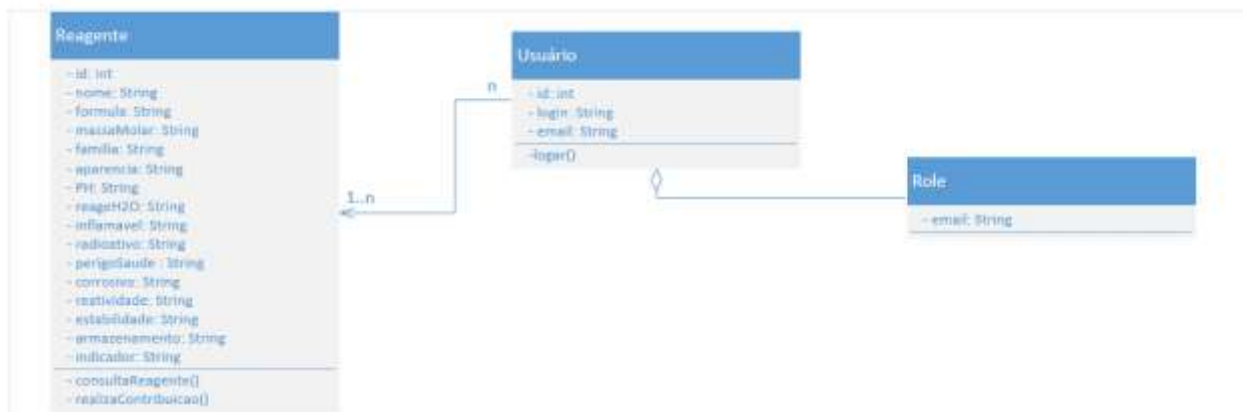 Reagente
- id: int
- nome: String
- formula: String
- massaMolar: String
- familia: String
- aparencia: String
- PH: String
- reageH2O: String
- inflamavel: String
- radioativo: String
- perigoSaude : String
- corrosivo: String
- reatividade: String
- estabilidade: String
- armazenamento: String
- indicador: String
- consultaReagente()
- realizaContribuicao()
1..n
n
Usuário
- id: int
- login: String
- email: String
-logar()
Role
- email: String